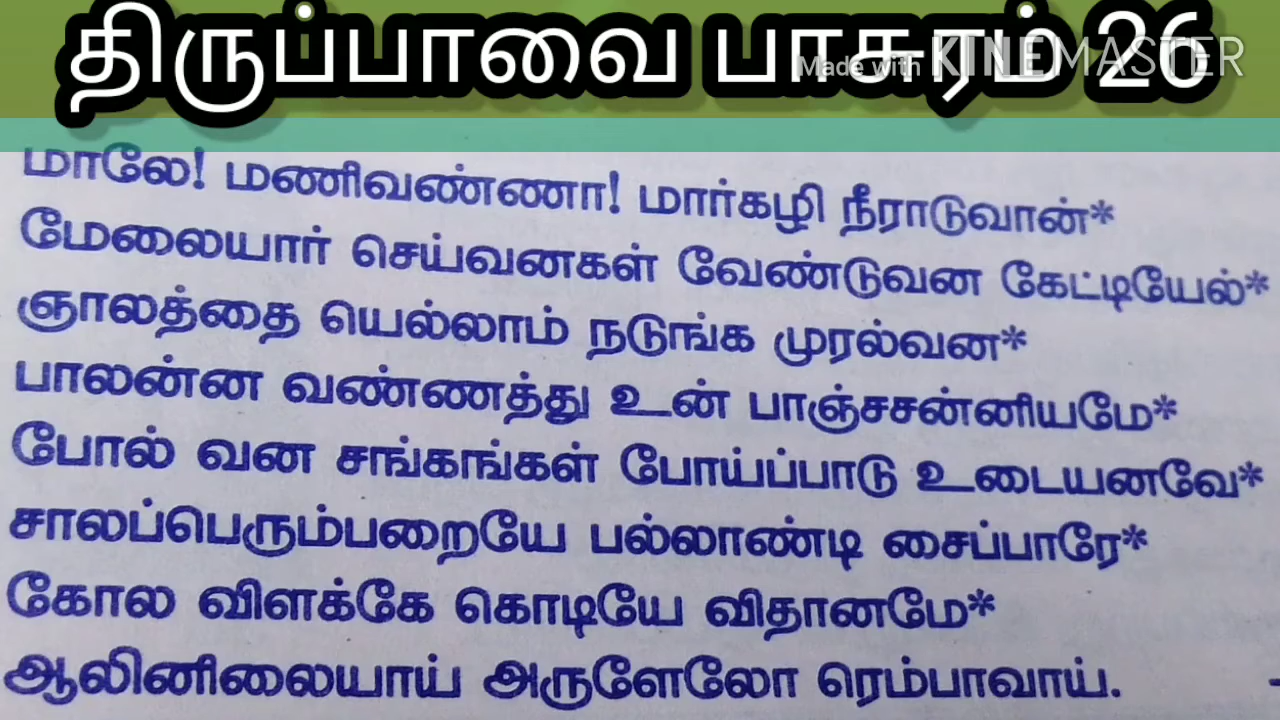 திருப்பாவை பாசுரம் 26
Made with KINEMASTER
மாலே! மணிவண்ணா! மார்கழி நீராடுவான்*
மேலையார் செய்வனகள் வேண்டுவன கேட்டியேல்*
ஞாலத்தை யெல்லாம் நடுங்க முரல்வன*
பாலன்ன வண்ணத்து உன் பாஞ்சசன்னியமே*
போல் வன சங்கங்கள் போய்ப்பாடு உடையனவே*
சாலப்பெரும்பறையே பல்லாண்டி சைப்பாரே*
கோல விளக்கே கொடியே விதானமே*
ஆலினிலையாய் அருளேலோ ரெம்பாவாய்.